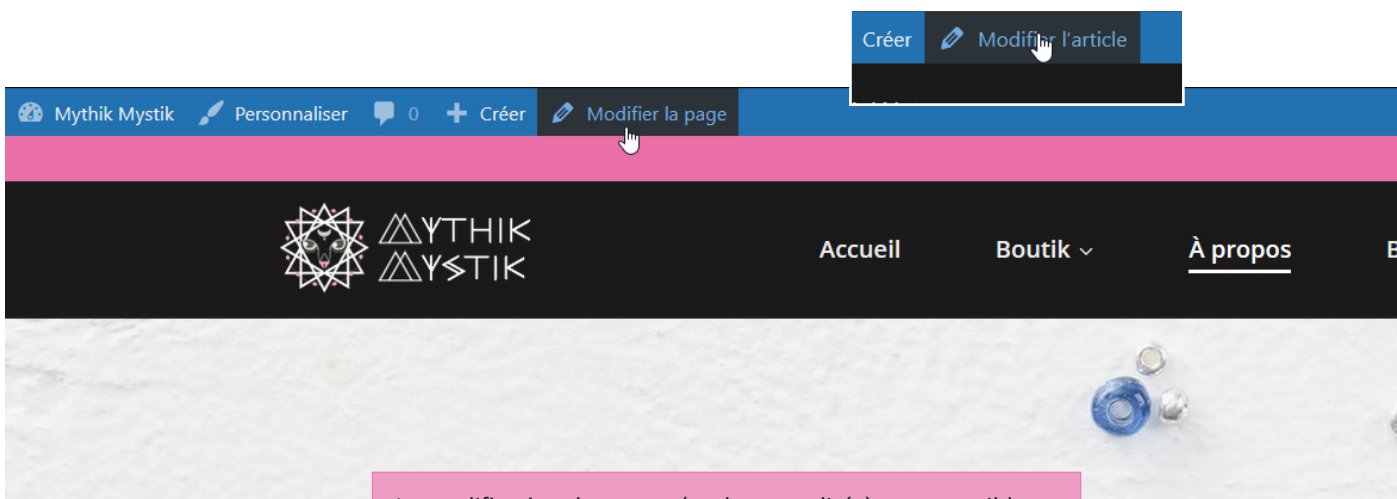 Créer Modifier l'article
Mythik Mystik Personnaliser 0 Créer Modifier la page
MYTHIK
MYSTIK
Accueil Boutik À propos B